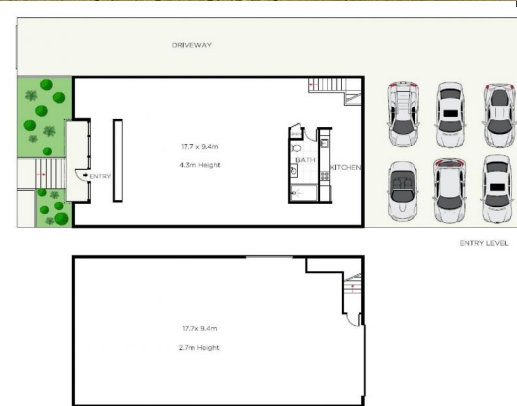 DRIVEWAY
17.7 x 9.4m
4.3m Height
BATH
KITCHEN
ENTRY
ENTRY LEVEL
17.7x 9.4m
2.7m Height